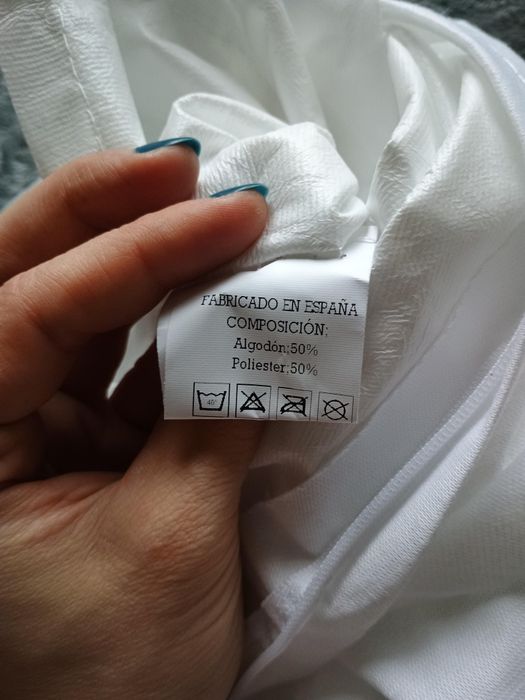 FABRICADO EN ESPAÑA
COMPOSICIÓN:
Algodón:50%
Poliester:50%
40°